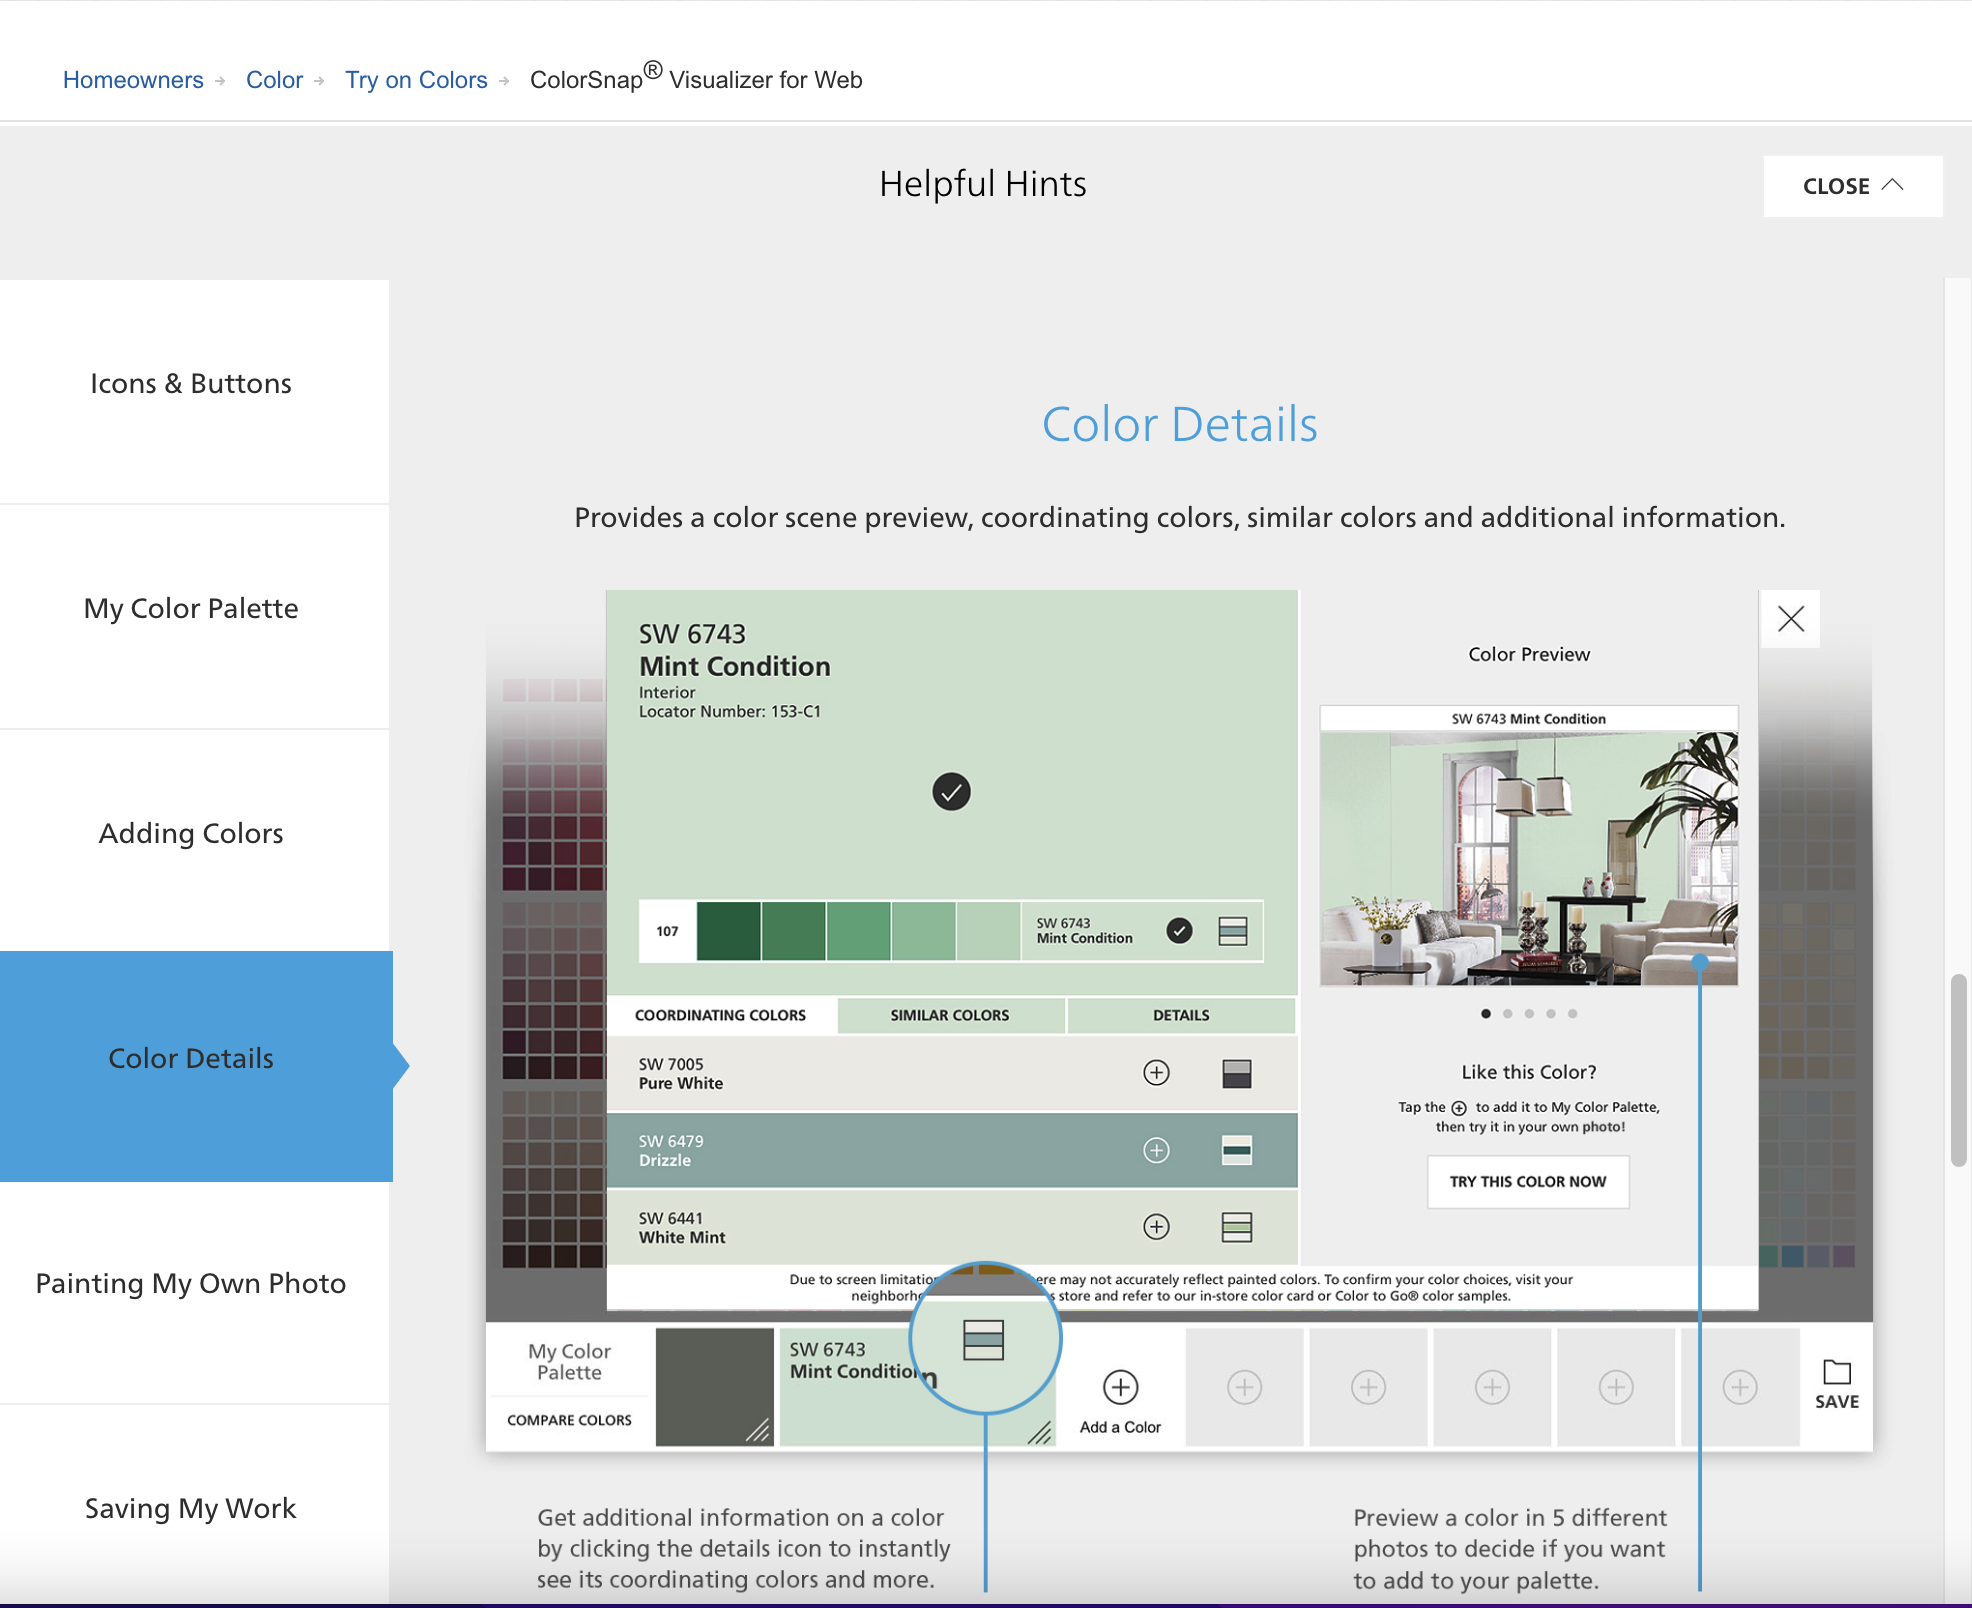 Homeowners Color Try on Colors ColorSnap® Visualizer for Web
Helpful Hints
CLOSE
Icons & Buttons
My Color Palette
Adding Colors
Color Details
Painting My Own Photo
Saving My Work
Color Details
Provides a color scene preview, coordinating colors, similar colors and additional information.
SW 6743
Mint Condition
Interior
Locator Number: 153-C1
107
SW 6743
Mint Condition
COORDINATING COLORS
SIMILAR COLORS
DETAILS
SW 7005
Pure White
SW 6479
Drizzle
SW 6441
White Mint
Color Preview
SW 6743 Mint Condition
Like this Color?
Tap the to add it to My Color Palette,
then try it in your own photo!
TRY THIS COLOR NOW
Due to screen may not accurately reflect painted colors. To confirm your color choices, visit your
store and refer to our in-store color card or Color to Go® color samples.
My Color
Palette
COMPARE COLORS
SW 6743
Mint Condition
Add a Color
SAVE
Get additional information on a color
by clicking the details icon to instantly
see its coordinating colors and more.
Preview a color in 5 different
photos to decide if you want
to add to your palette.